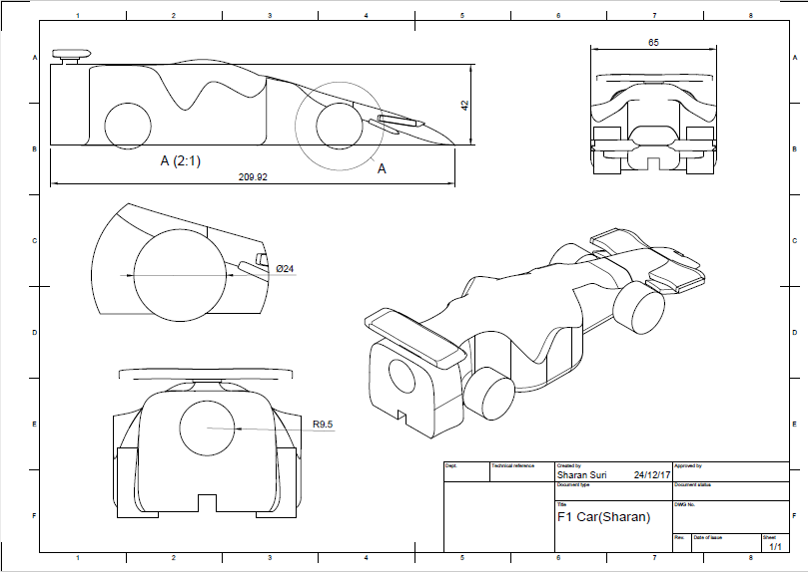 1 2 3 4 5 6 7 8
A A
65
42
A (2:1)
A
209.92
B B
C C
Ø24
D D
R9.5
E E
Dept.
Technical reference
Created by
Approved by
Sharan Suri
24/12/17
Document type
Document status
Title
DWG No.
F1 Car(Sharan)
F F
Rev.
Date of issue
Sheet
1/1
1 2 3 4 5 6 7 8